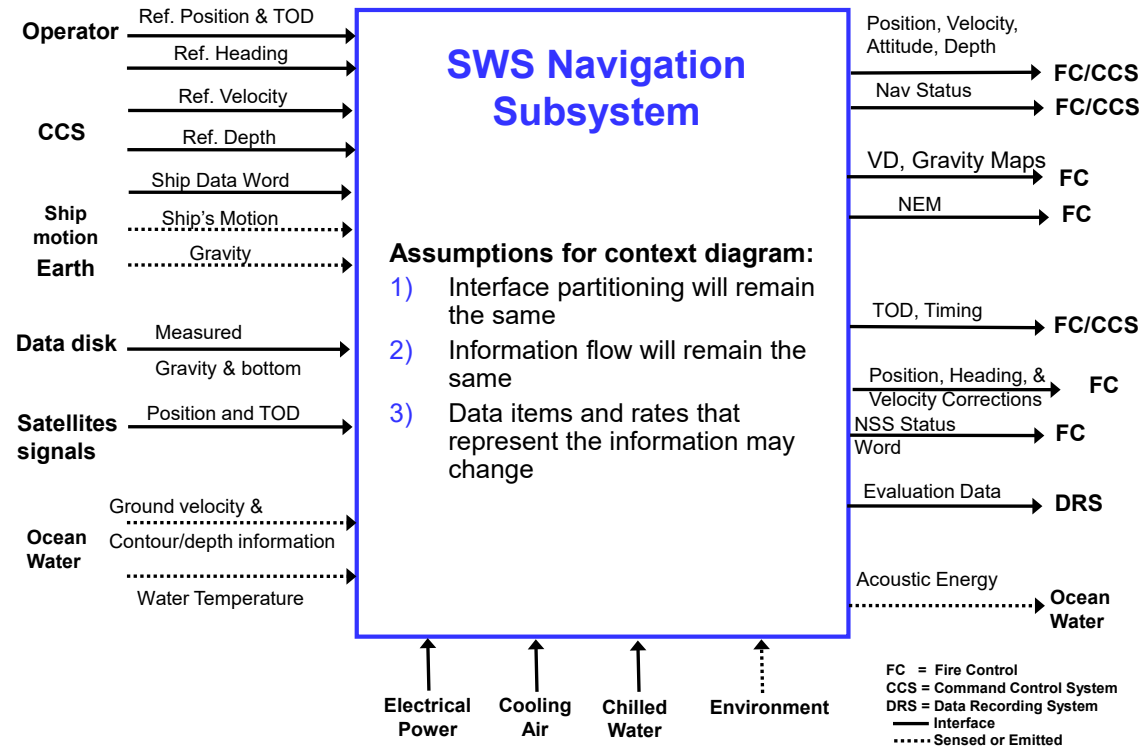 Operator
Ref. Position & TOD
Ref. Heading
CCS
Ref. Velocity
Ref. Depth
Ship Data Word
Ship
motion
Ship's Motion
Earth
Gravity
Data disk
Measured
Gravity & bottom
Satellites
signals
Position and TOD
Ocean
Water
Ground velocity &
Contour/depth information
Water Temperature
SWS Navigation
Subsystem
Assumptions for context diagram:
1) Interface partitioning will remain
the same
2) Information flow will remain the
same
3) Data items and rates that
represent the information may
change
Position, Velocity,
Attitude, Depth
FC/CCS
Nav Status
FC/CCS
VD, Gravity Maps
FC
NEM
FC
TOD, Timing
FC/CCS
Position, Heading, &
Velocity Corrections
FC
NSS Status
Word
FC
Evaluation Data
DRS
Acoustic Energy
Ocean
Water
Electrical
Power
Cooling
Air
Chilled
Water
Environment
FC = Fire Control
CCS = Command Control System
DRS = Data Recording System
Interface
Sensed or Emitted